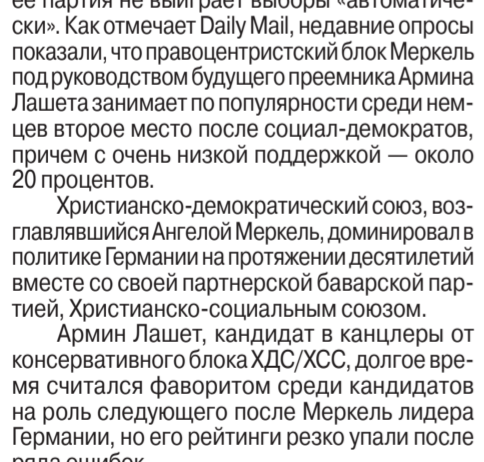 ее партия не выиграет выборы «автоматиче-
ски». Как отмечает Daily Mail, недавние опросы
показали, что правоцентристский блок Меркель
под руководством будущего преемника Армина
Лашета занимает по популярности среди нем-
цев второе место после социал-демократов,
причем с очень низкой поддержкой — около
20 процентов.
Христианско-демократический союз, воз-
главлявшийся Ангелой Меркель, доминировал в
политике Германии на протяжении десятилетий
вместе со своей партнерской баварской пар-
тией, Христианско-социальным союзом.
Армин Лашет, кандидат в канцлеры от
консервативного блока ХДС/ХСС, долгое вре-
мя считался фаворитом среди кандидатов
на роль следующего после Меркель лидера
Германии, но его рейтинги резко упали после
ряда ошибок.